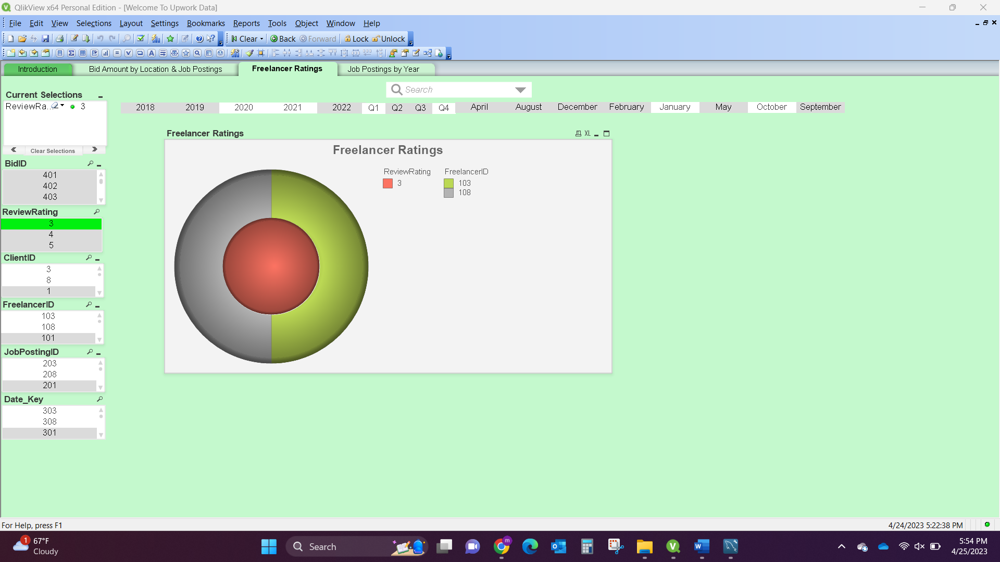 QlikView x64 Personal Edition - [Welcome To Upwork Data]
File Edit View Selections Layout Settings Bookmarks Reports Tools Object Window Help
Clear Back Forward Lock Unlock
Introduction Bid Amount by Location & Job Postings Freelancer Ratings Job Postings by Year
Search
Current Selections
ReviewRa... 3
2018 2019 2020 2021 2022 Q1 Q2 Q3 Q4 April August December February January May October September
Clear Selections
Freelancer Ratings
XL
Freelancer Ratings
ReviewRating FreelancerID
3 103
108
BidID
401
402
403
ReviewRating
3
4
5
ClientID
3
8
1
FreelancerID
103
108
101
JobPostingID
203
208
201
Date_Key
303
308
301
For Help, press F1
4/24/2023 5:22:38 PM
1
67°F
Cloudy
Search
m
5:54 PM
4/25/2023